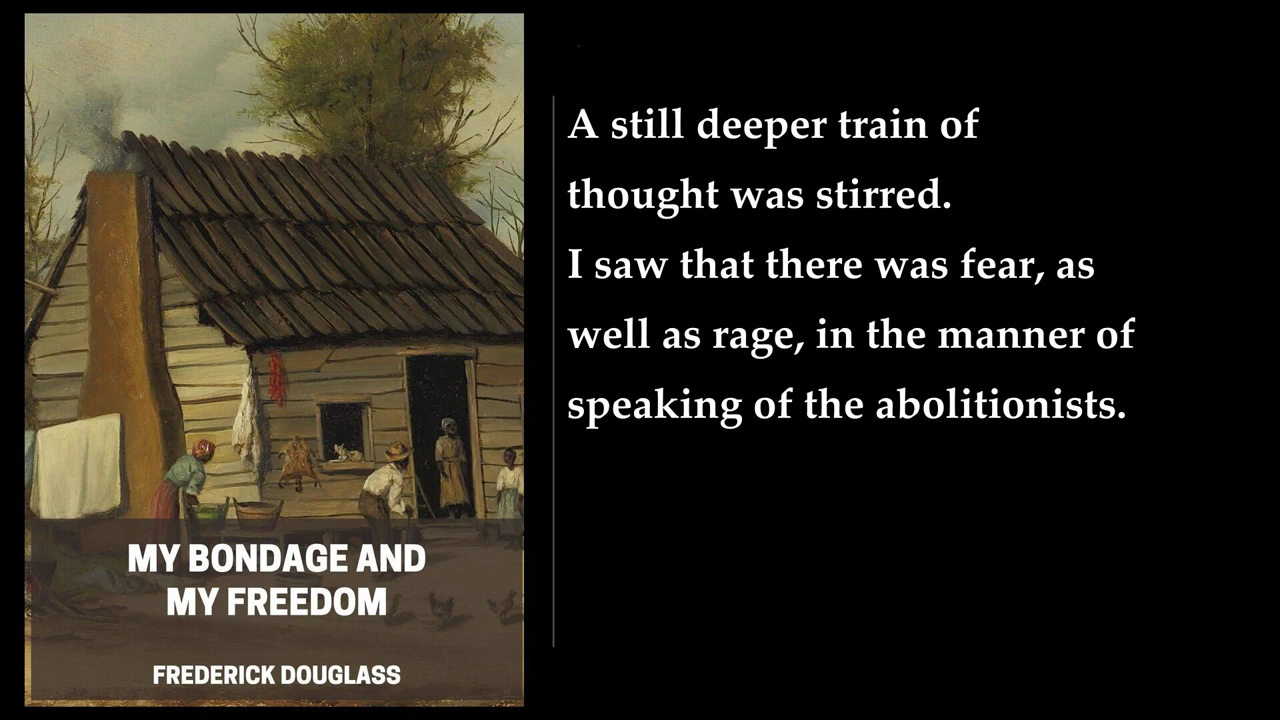 A still deeper train of
thought was stirred.
I saw that there was fear, as
well as rage, in the manner of
speaking of the abolitionists.
MY BONDAGE AND
MY FREEDOM
FREDERICK DOUGLASS